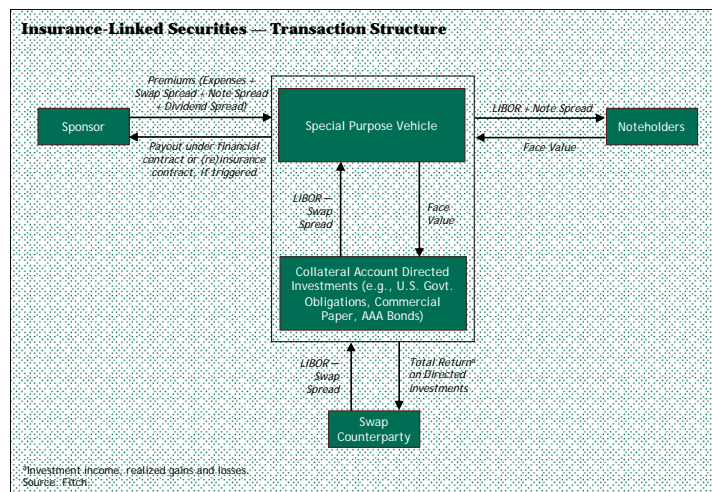 Insurance-Linked Securities — Transaction Structure
Premiums (Expenses +
Swap Spread + Note Spread
+ Dividend Spread)
Sponsor
Payout under financial
contract or (re)insurance
contract, if triggered
Special Purpose Vehicle
LIBOR + Note Spread
Noteholders
Face Value
LIBOR —
Swap
Spread
Face
Value
Collateral Account Directed
Investments (e.g., U.S. Govt.
Obligations, Commercial
Paper, AAA Bonds)
LIBOR —
Swap
Spread
Total Returnᵃ
on Directed
Investments
Swap
Counterparty
ᵃInvestment income, realized gains and losses.
Source: Fitch.